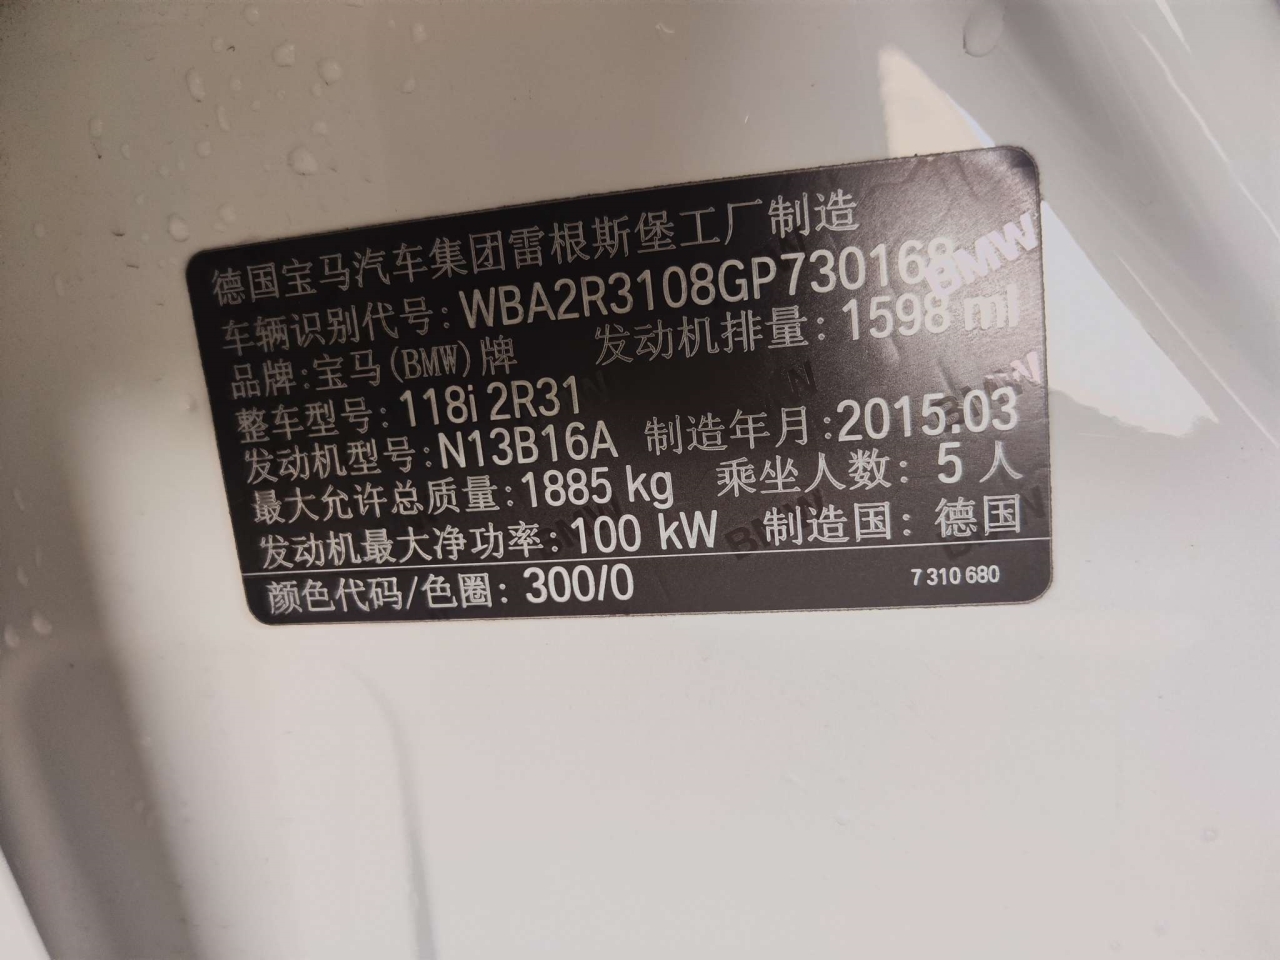 德国宝马汽车集团雷根斯堡工厂制造
车辆识别代号: WBA2R3108GP730168
品牌:宝马(BMW)牌 发动机排量: 1598 ml
整车型号: 118i 2R31
发动机型号: N13B16A 制造年月:2015.03
最大允许总质量: 1885 kg 乘坐人数: 5 人
发动机最大净功率: 100 kW 制造国: 德国
颜色代码/色圈: 300/0 7 310 680
BMW